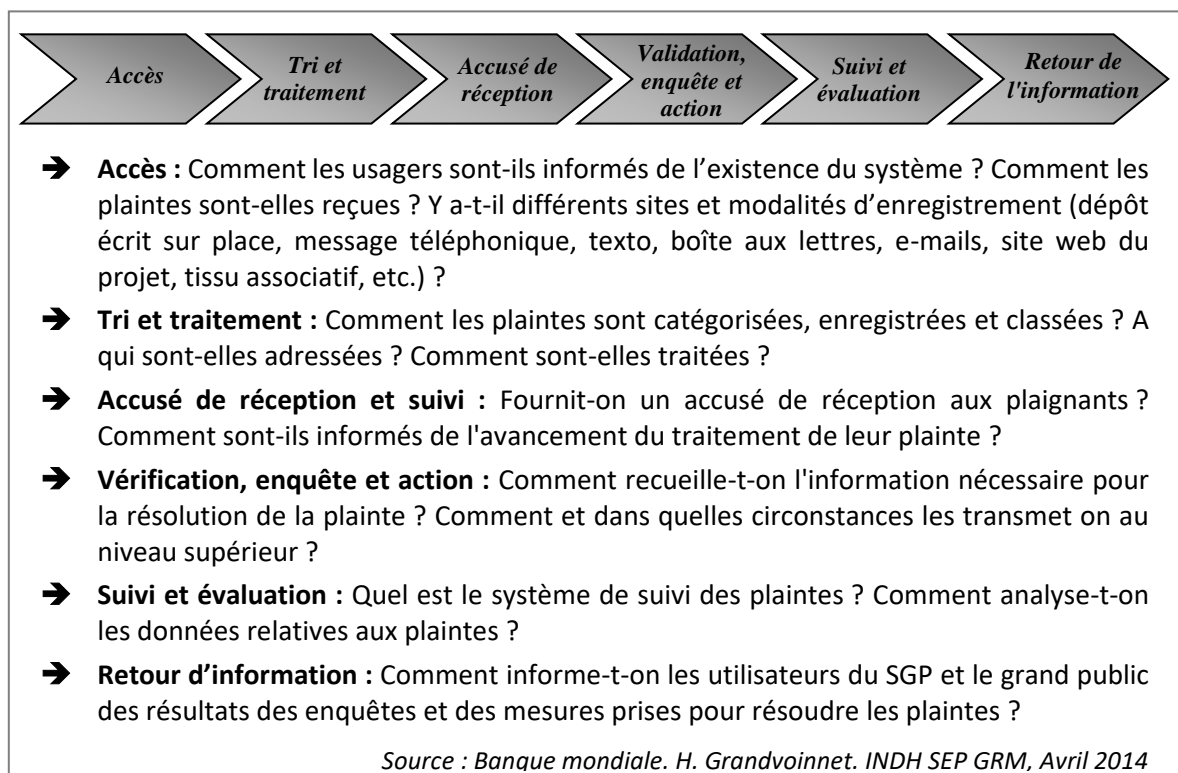 Accès
Tri et
traitement
Accusé de
réception
Validation,
enquête et
action
Suivi et
évaluation
Retour de
l'information
➔ Accès : Comment les usagers sont-ils informés de l’existence du système ? Comment les
plaintes sont-elles reçues ? Y a-t-il différents sites et modalités d’enregistrement (dépôt
écrit sur place, message téléphonique, texto, boîte aux lettres, e-mails, site web du
projet, tissu associatif, etc.) ?
➔ Tri et traitement : Comment les plaintes sont catégorisées, enregistrées et classées ? A
qui sont-elles adressées ? Comment sont-elles traitées ?
➔ Accusé de réception et suivi : Fournit-on un accusé de réception aux plaignants ?
Comment sont-ils informés de l'avancement du traitement de leur plainte ?
➔ Vérification, enquête et action : Comment recueille-t-on l'information nécessaire pour
la résolution de la plainte ? Comment et dans quelles circonstances les transmet on au
niveau supérieur ?
➔ Suivi et évaluation : Quel est le système de suivi des plaintes ? Comment analyse-t-on
les données relatives aux plaintes ?
➔ Retour d’information : Comment informe-t-on les utilisateurs du SGP et le grand public
des résultats des enquêtes et des mesures prises pour résoudre les plaintes ?
Source : Banque mondiale. H. Grandvoinnet. INDH SEP GRM, Avril 2014